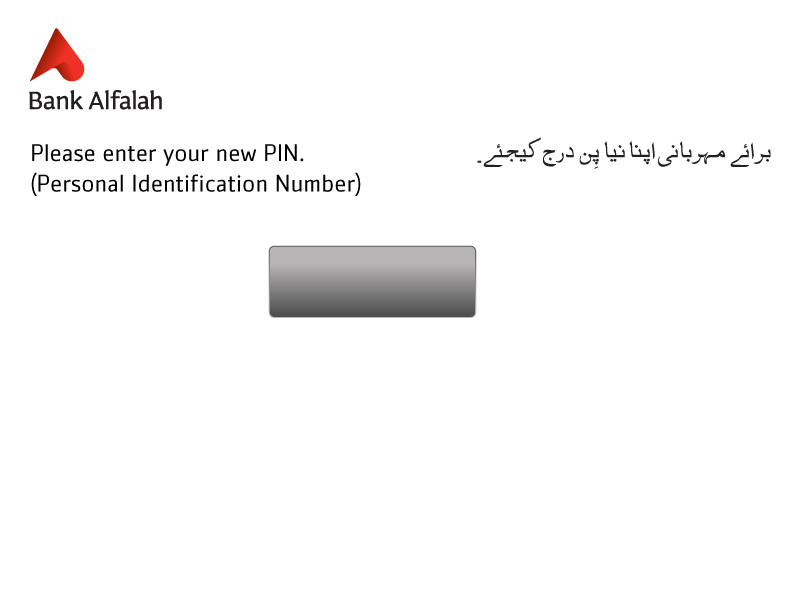 Bank Alfalah
Please enter your new PIN.
(Personal Identification Number)
برائے مہربانی اپنا نیا پِن درج کیجئے۔